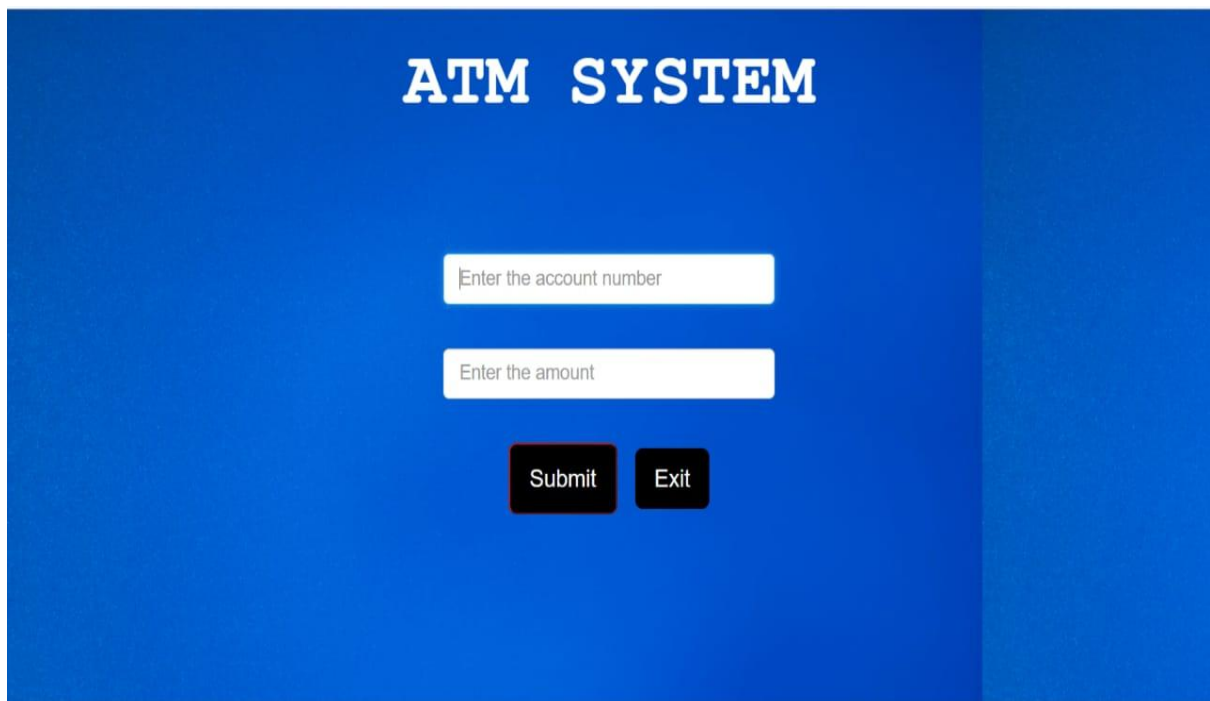 ATM SYSTEM
Enter the account number
Enter the amount
Submit Exit